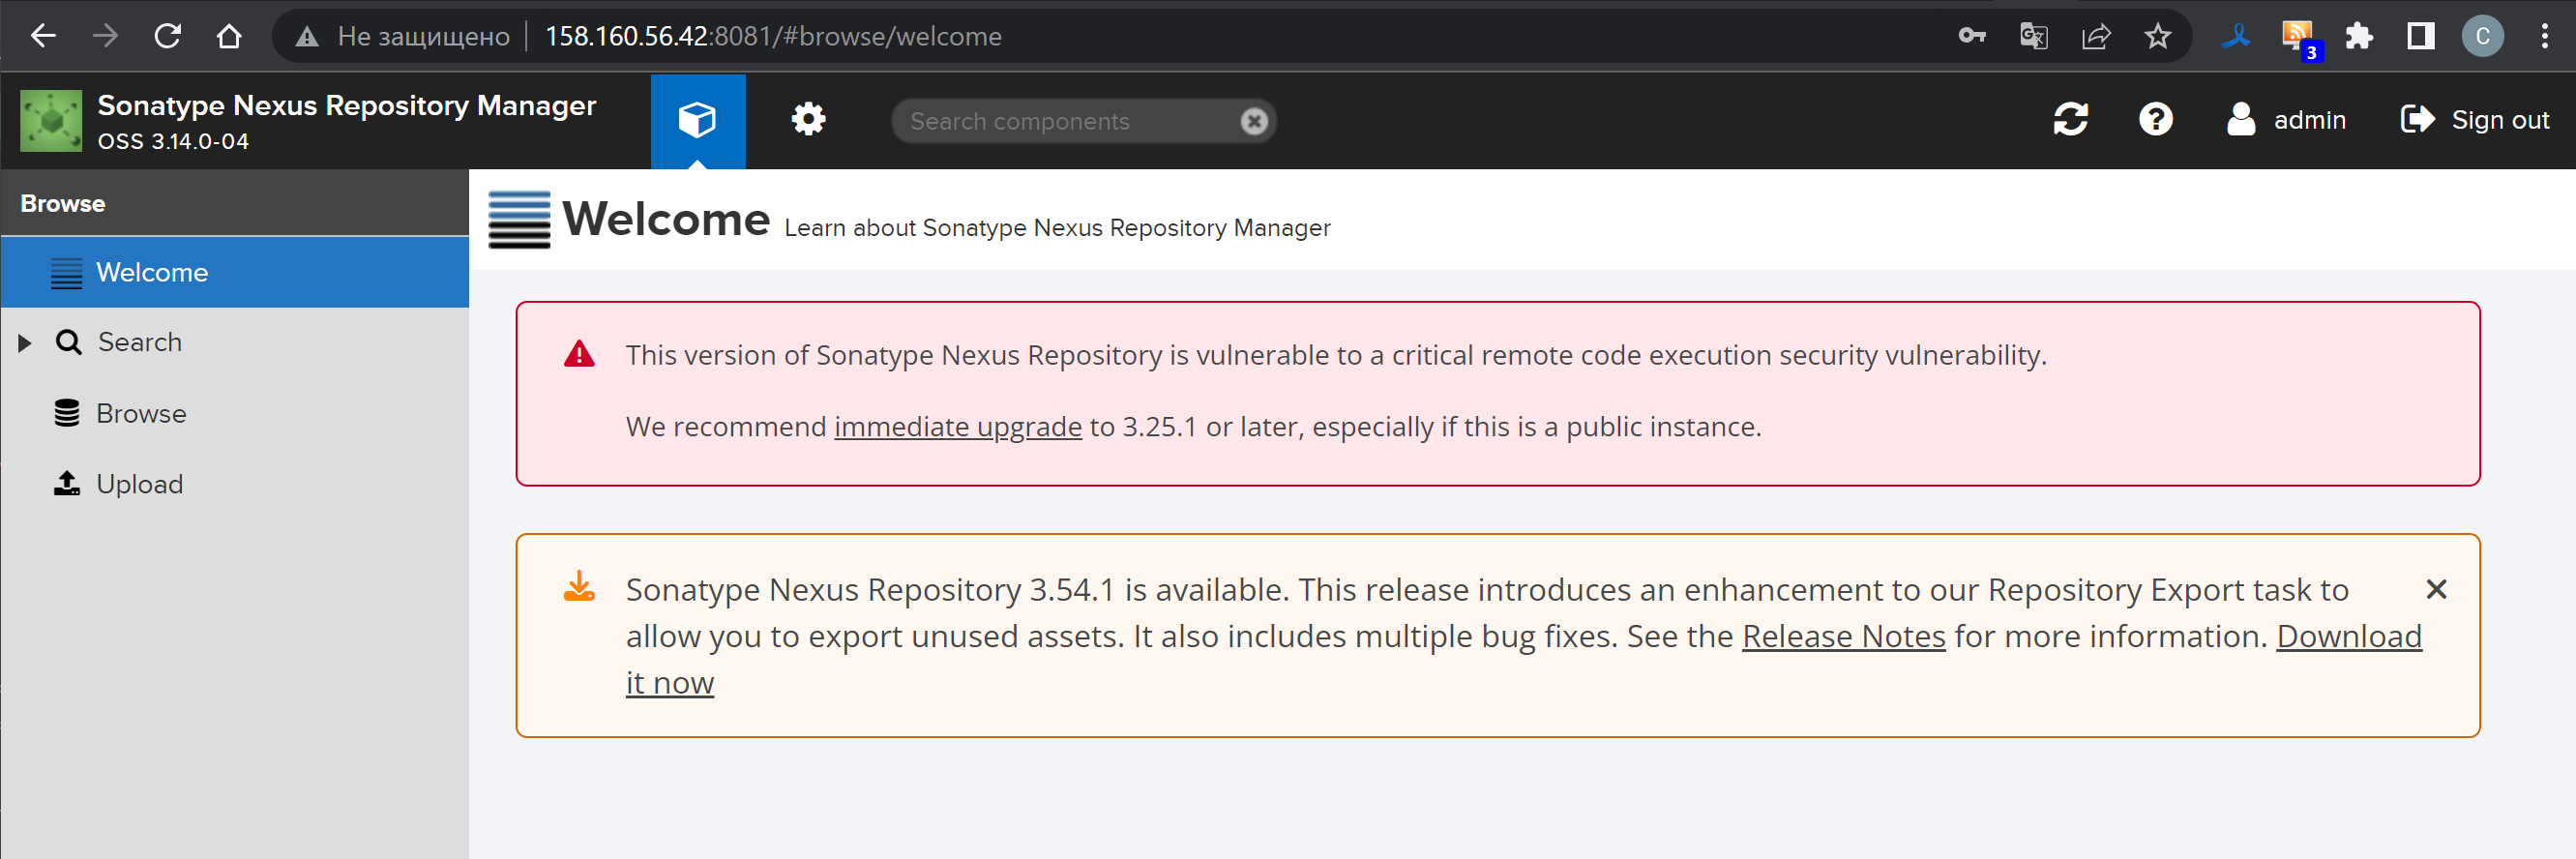 Не защищено 158.160.56.42:8081/#browse/welcome
3
C
Sonatype Nexus Repository Manager
OSS 3.14.0-04
Search components
admin
Sign out
Browse
Welcome
Search
Browse
Upload
Welcome Learn about Sonatype Nexus Repository Manager
This version of Sonatype Nexus Repository is vulnerable to a critical remote code execution security vulnerability.
We recommend immediate upgrade to 3.25.1 or later, especially if this is a public instance.
Sonatype Nexus Repository 3.54.1 is available. This release introduces an enhancement to our Repository Export task to
allow you to export unused assets. It also includes multiple bug fixes. See the Release Notes for more information. Download
it now